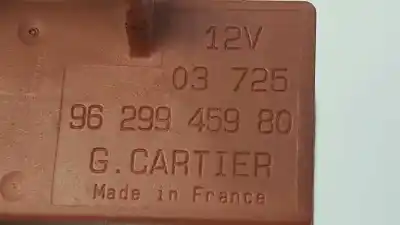 12V
03 725
96 299 459 80
G.CARTIER
Made in France